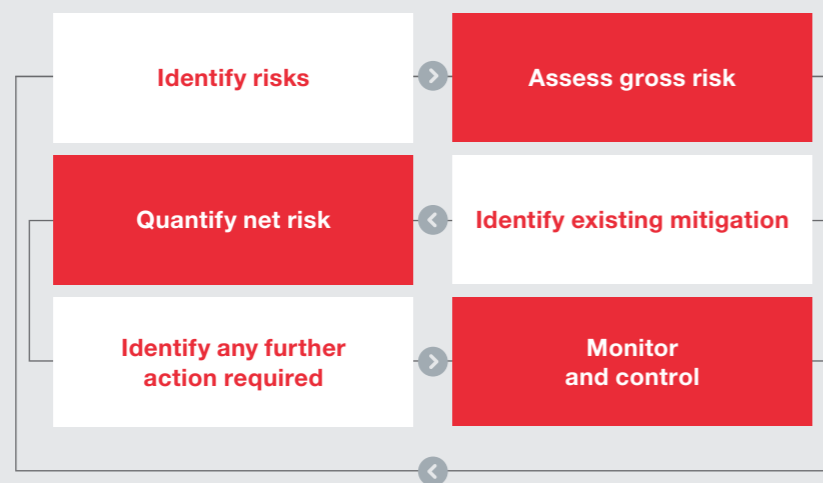 Identify risks
Assess gross risk
Quantify net risk
Identify existing mitigation
Identify any further
action required
Monitor
and control